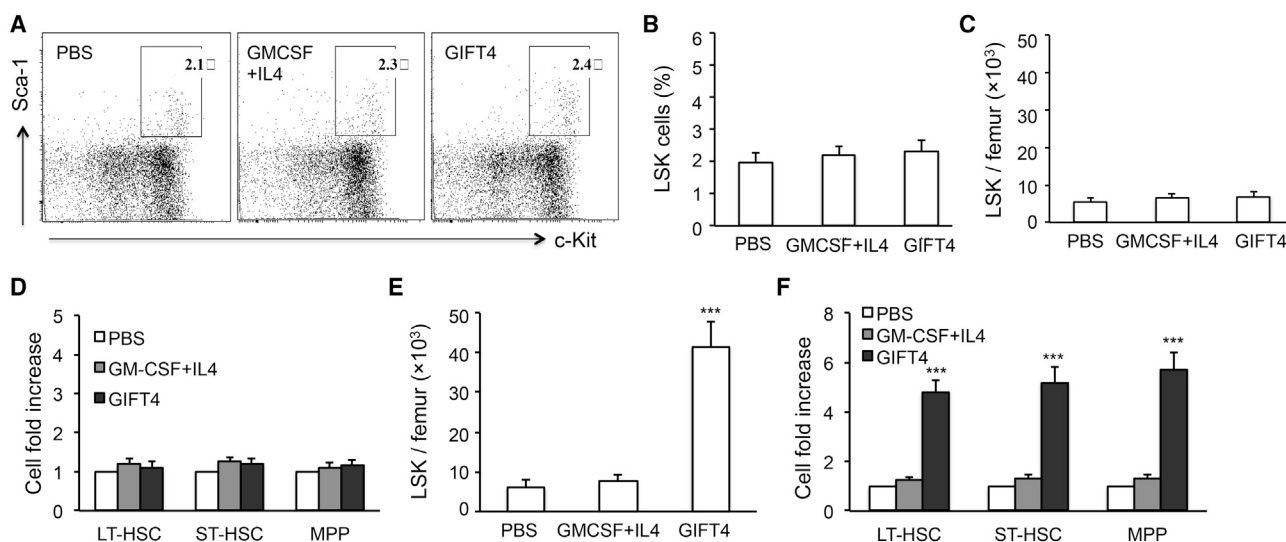 A
PBS
GMCSF
+IL4
GIFT4
2.1 □
2.3 □
2.4 □
Sca-1
c-Kit
B
LSK cells (%)
6
5
4
3
2
1
0
PBS
GMCSF+IL4
GIFT4
C
LSK / femur (×10³)
50
40
30
20
10
0
PBS
GMCSF+IL4
GIFT4
D
Cell fold increase
5
4
3
2
1
0
PBS
GM-CSF+IL4
GIFT4
LT-HSC
ST-HSC
MPP
E
LSK / femur (×10³)
50
40
30
20
10
0
***
PBS
GMCSF+IL4
GIFT4
F
Cell fold increase
8
6
4
2
0
PBS
GM-CSF+IL4
GIFT4
***
***
***
LT-HSC
ST-HSC
MPP